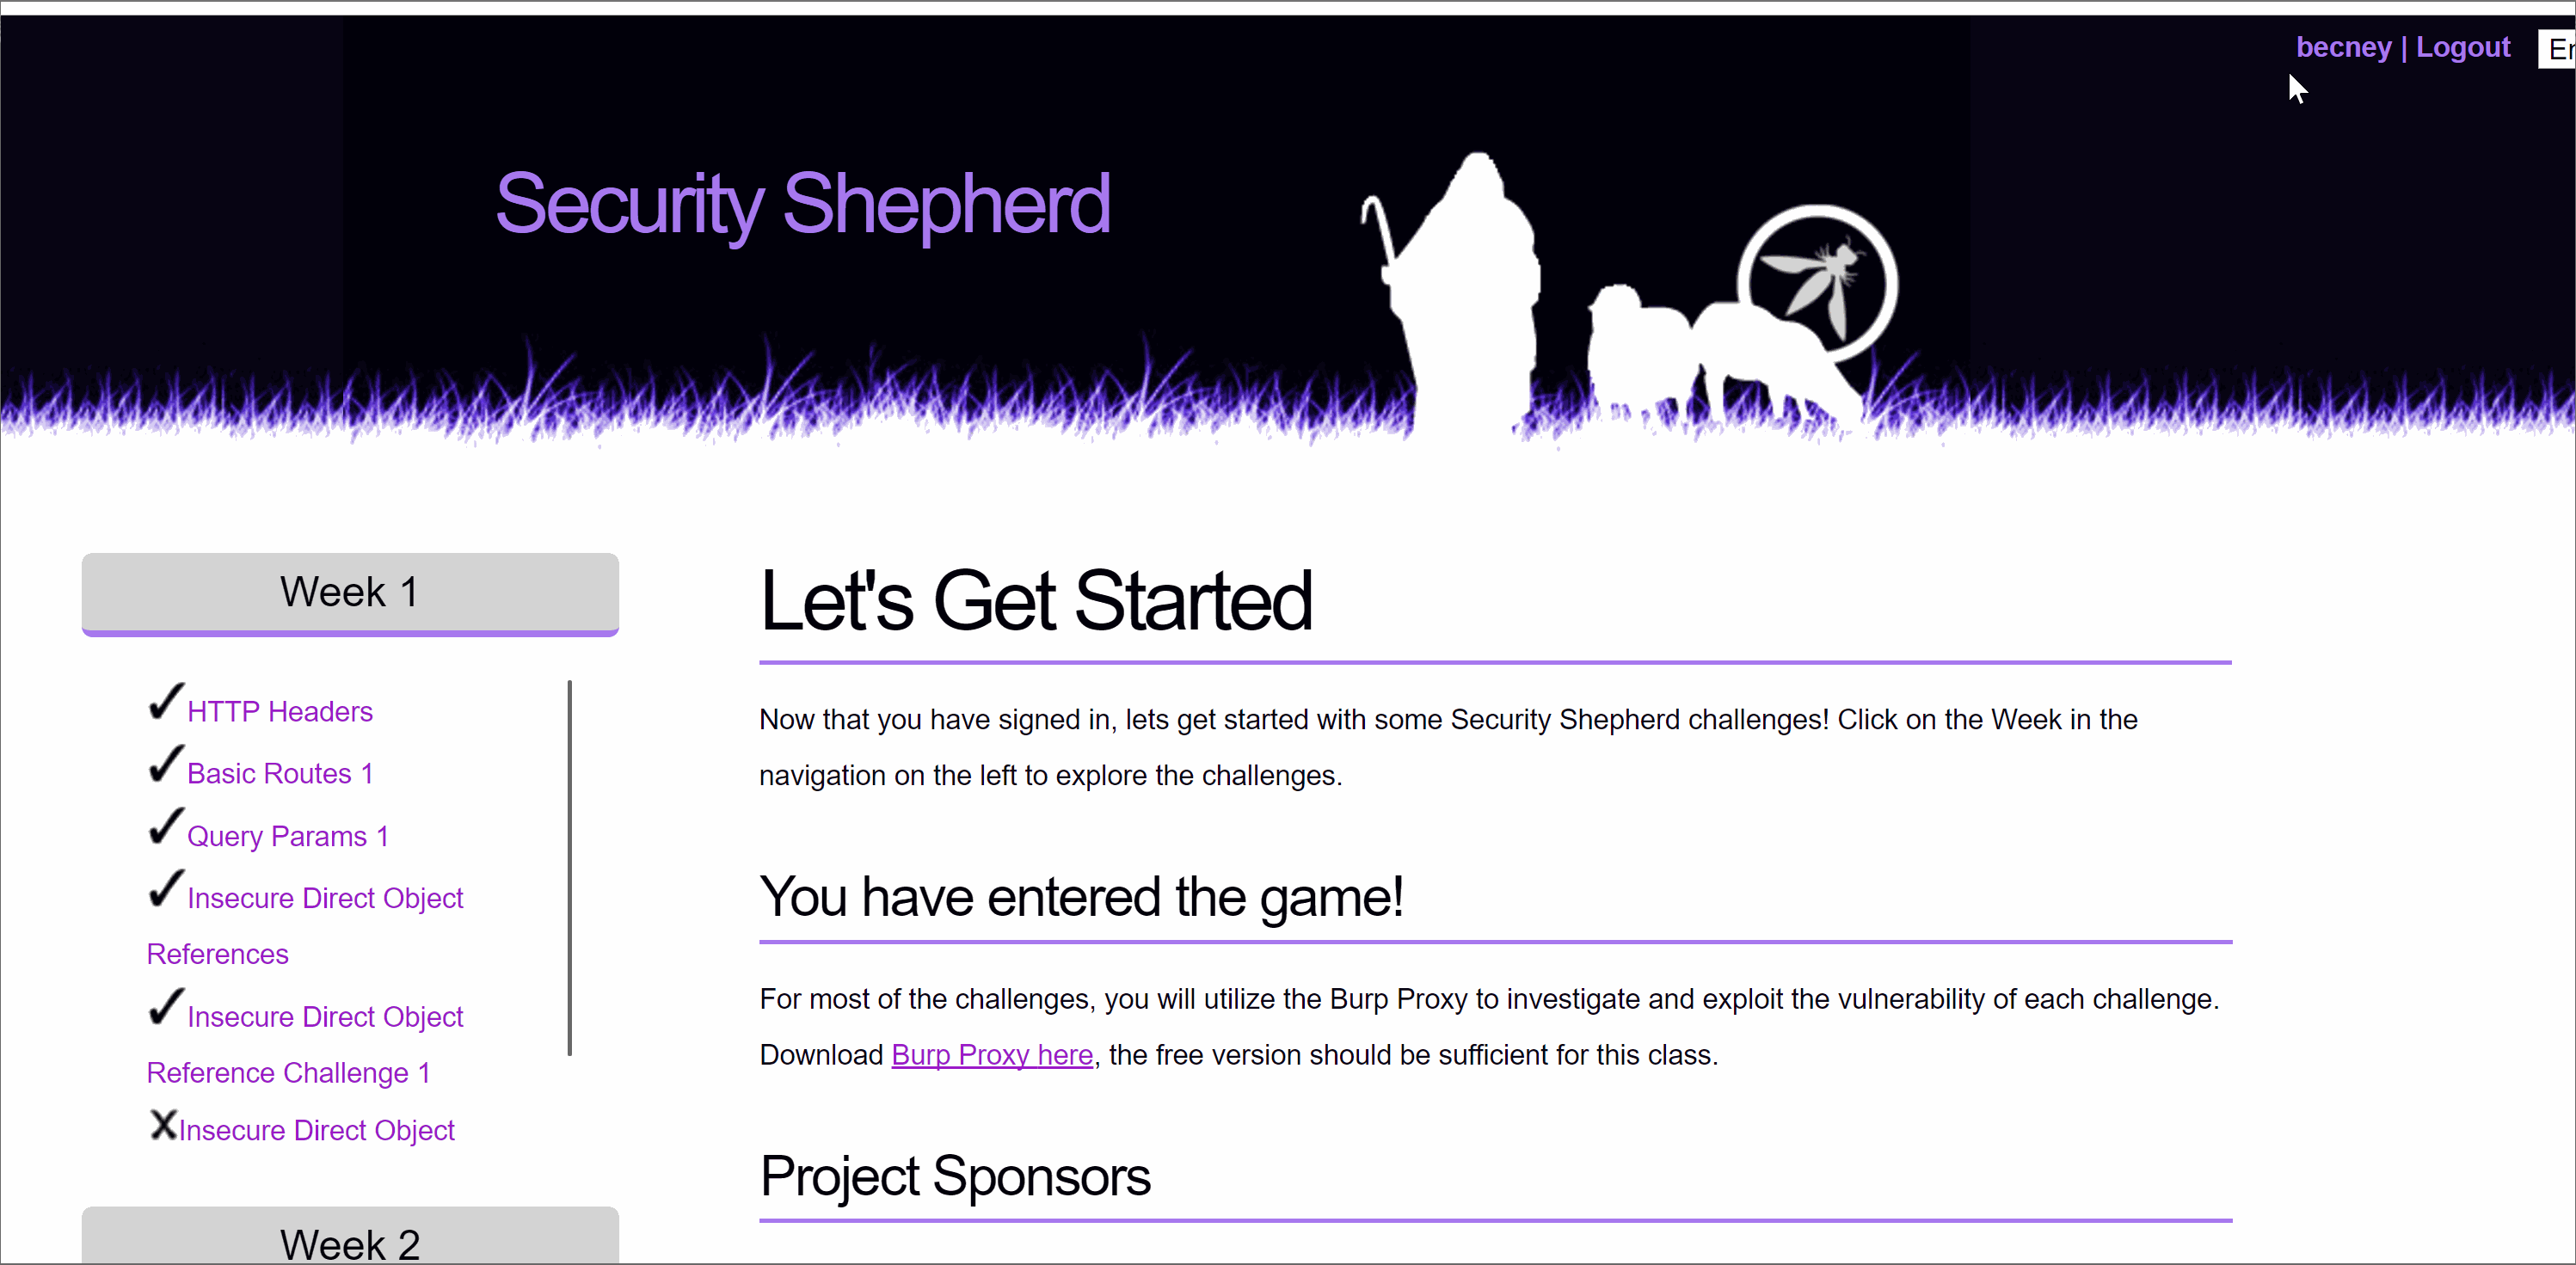 becney | Logout
Security Shepherd
Week 1
HTTP Headers
Basic Routes 1
Query Params 1
Insecure Direct Object
References
Insecure Direct Object
Reference Challenge 1
Insecure Direct Object
Week 2
Let's Get Started
Now that you have signed in, lets get started with some Security Shepherd challenges! Click on the Week in the
navigation on the left to explore the challenges.
You have entered the game!
For most of the challenges, you will utilize the Burp Proxy to investigate and exploit the vulnerability of each challenge.
Download Burp Proxy here, the free version should be sufficient for this class.
Project Sponsors